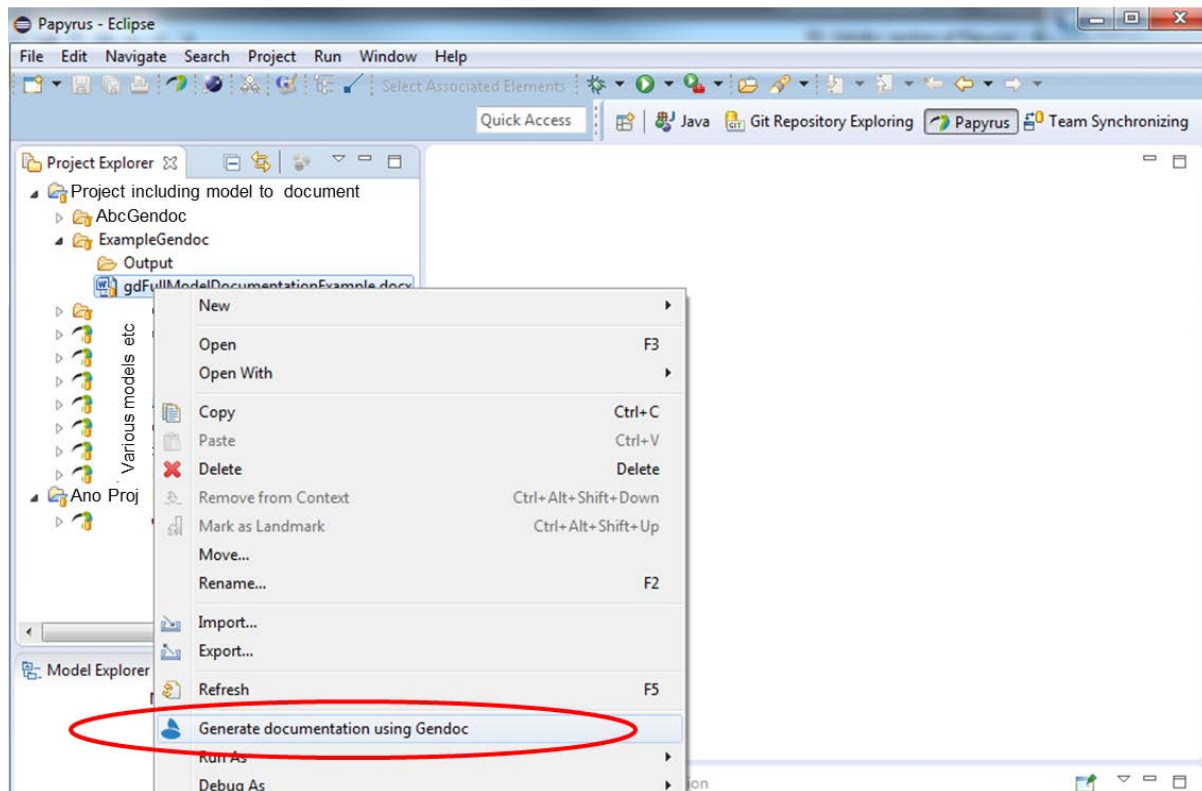 Papyrus - Eclipse
File Edit Navigate Search Project Run Window Help
Select Associated Elements
Quick Access Java Git Repository Exploring Papyrus Team Synchronizing
Project Explorer
Project including model to document
AbcGendoc
ExampleGendoc
Output
gdFullModelDocumentationExample.docx
Various models etc
Ano Proj
Model Explorer
New
Open F3
Open With
Copy Ctrl+C
Paste Ctrl+V
Delete Delete
Remove from Context Ctrl+Alt+Shift+Down
Mark as Landmark Ctrl+Alt+Shift+Up
Move...
Rename... F2
Import...
Export...
Refresh F5
Generate documentation using Gendoc
Run As
Debug As
ion